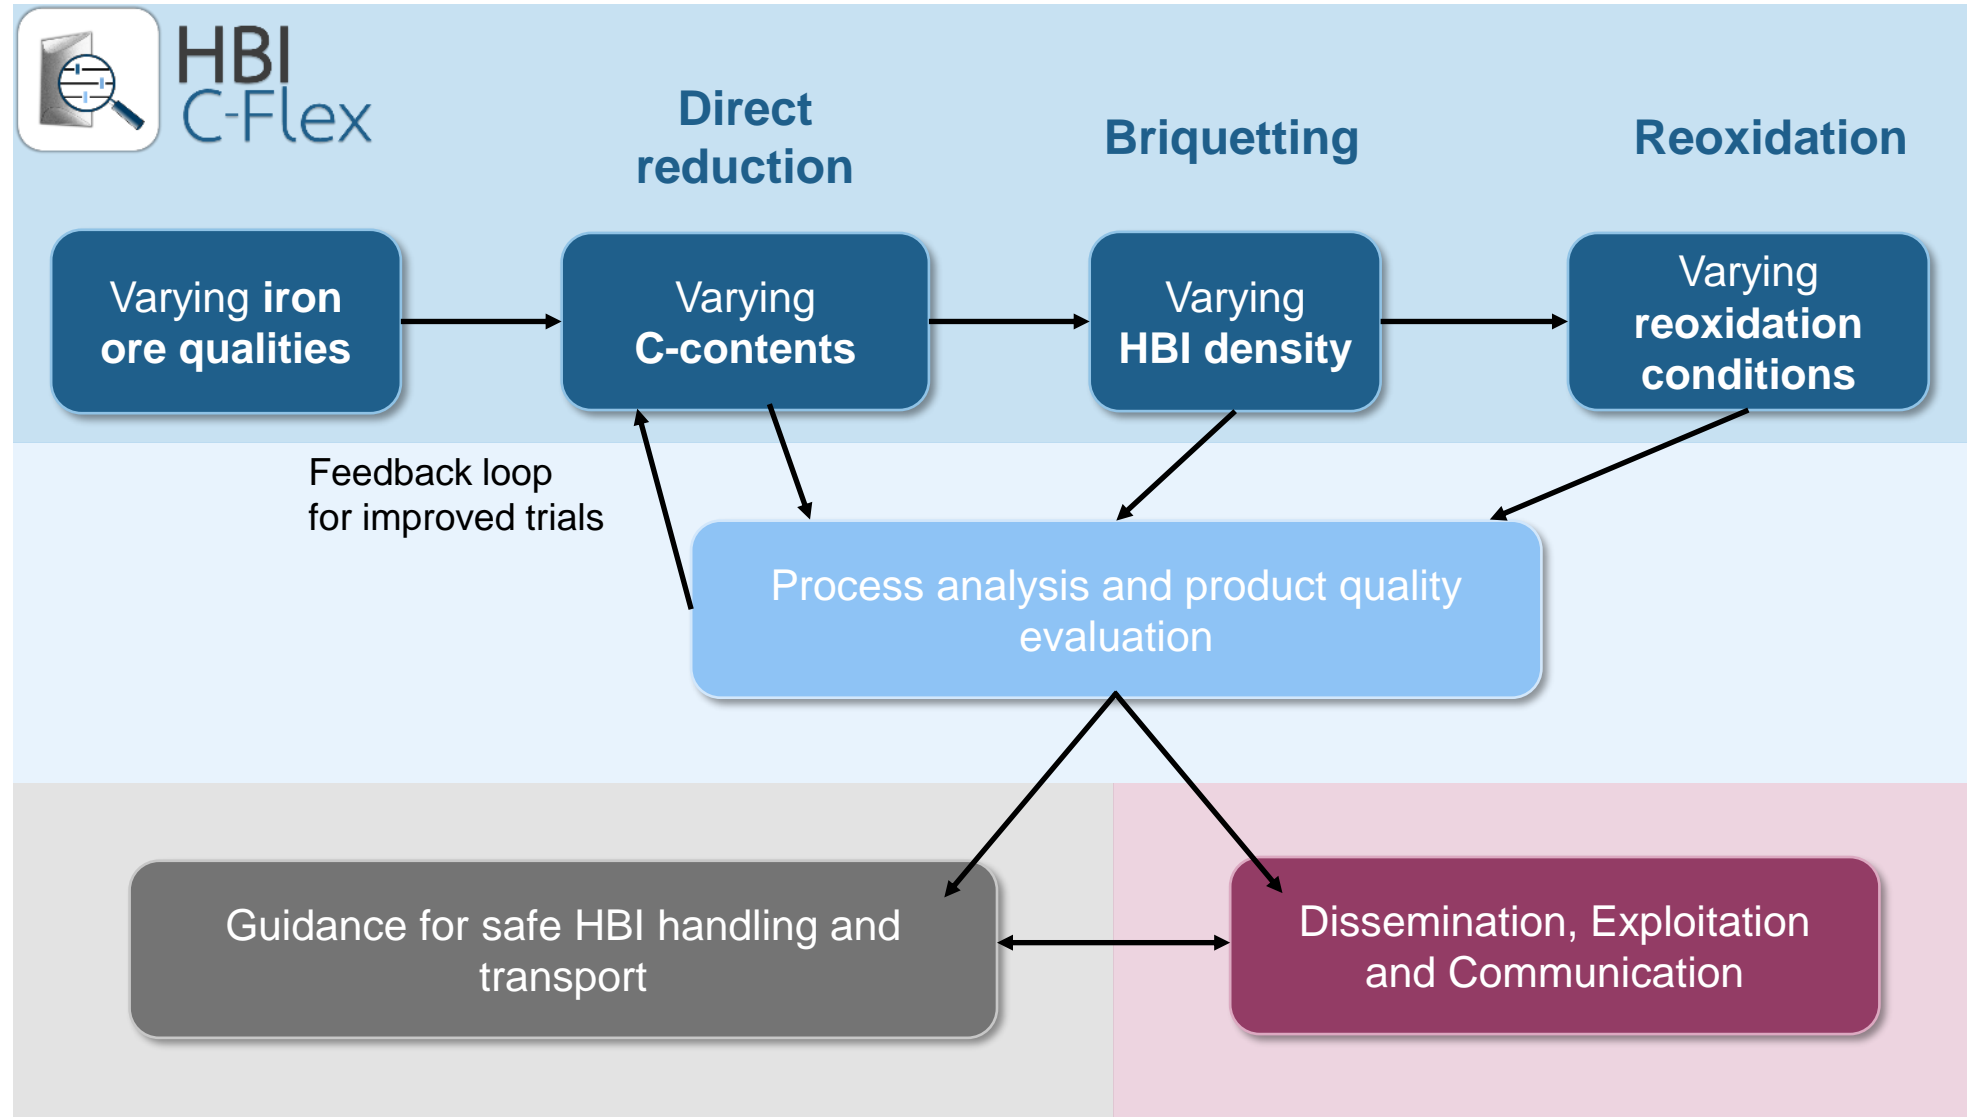 HBI
C-Flex
Direct
reduction
Briquetting
Reoxidation
Varying iron
ore qualities
Varying
C-contents
Varying
HBI density
Varying
reoxidation
conditions
Feedback loop
for improved trials
Process analysis and product quality
evaluation
Guidance for safe HBI handling and
transport
Dissemination, Exploitation
and Communication